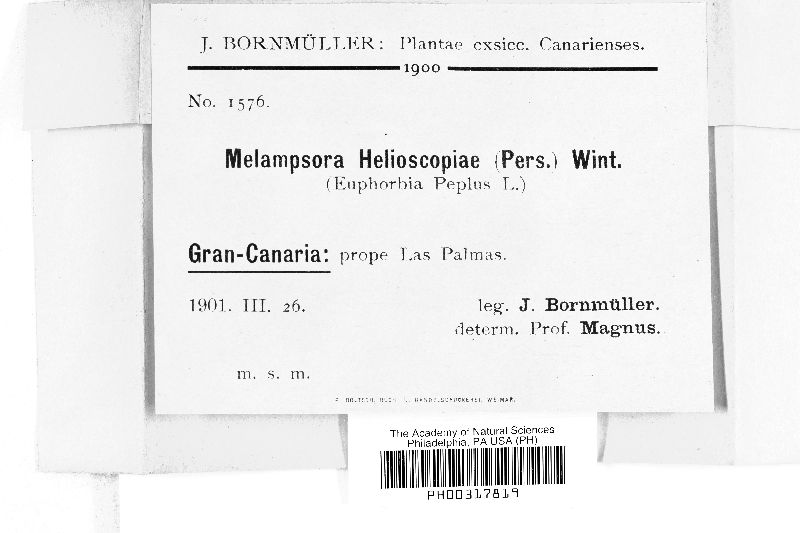 J. BORNMÜLLER: Plantae exsicc. Canarienses.
1900
No. 1576.
Melampsora Helioscopiae (Pers.) Wint.
(Euphorbia Peplus L.)
Gran-Canaria: prope Las Palmas.
1901. III. 26.
leg. J. Bornmüller.
determ. Prof. Magnus.
m. s. m.
WEIMAR.
The Academy of Natural Sciences
Philadelphia, PA USA (PH)
PH00317819